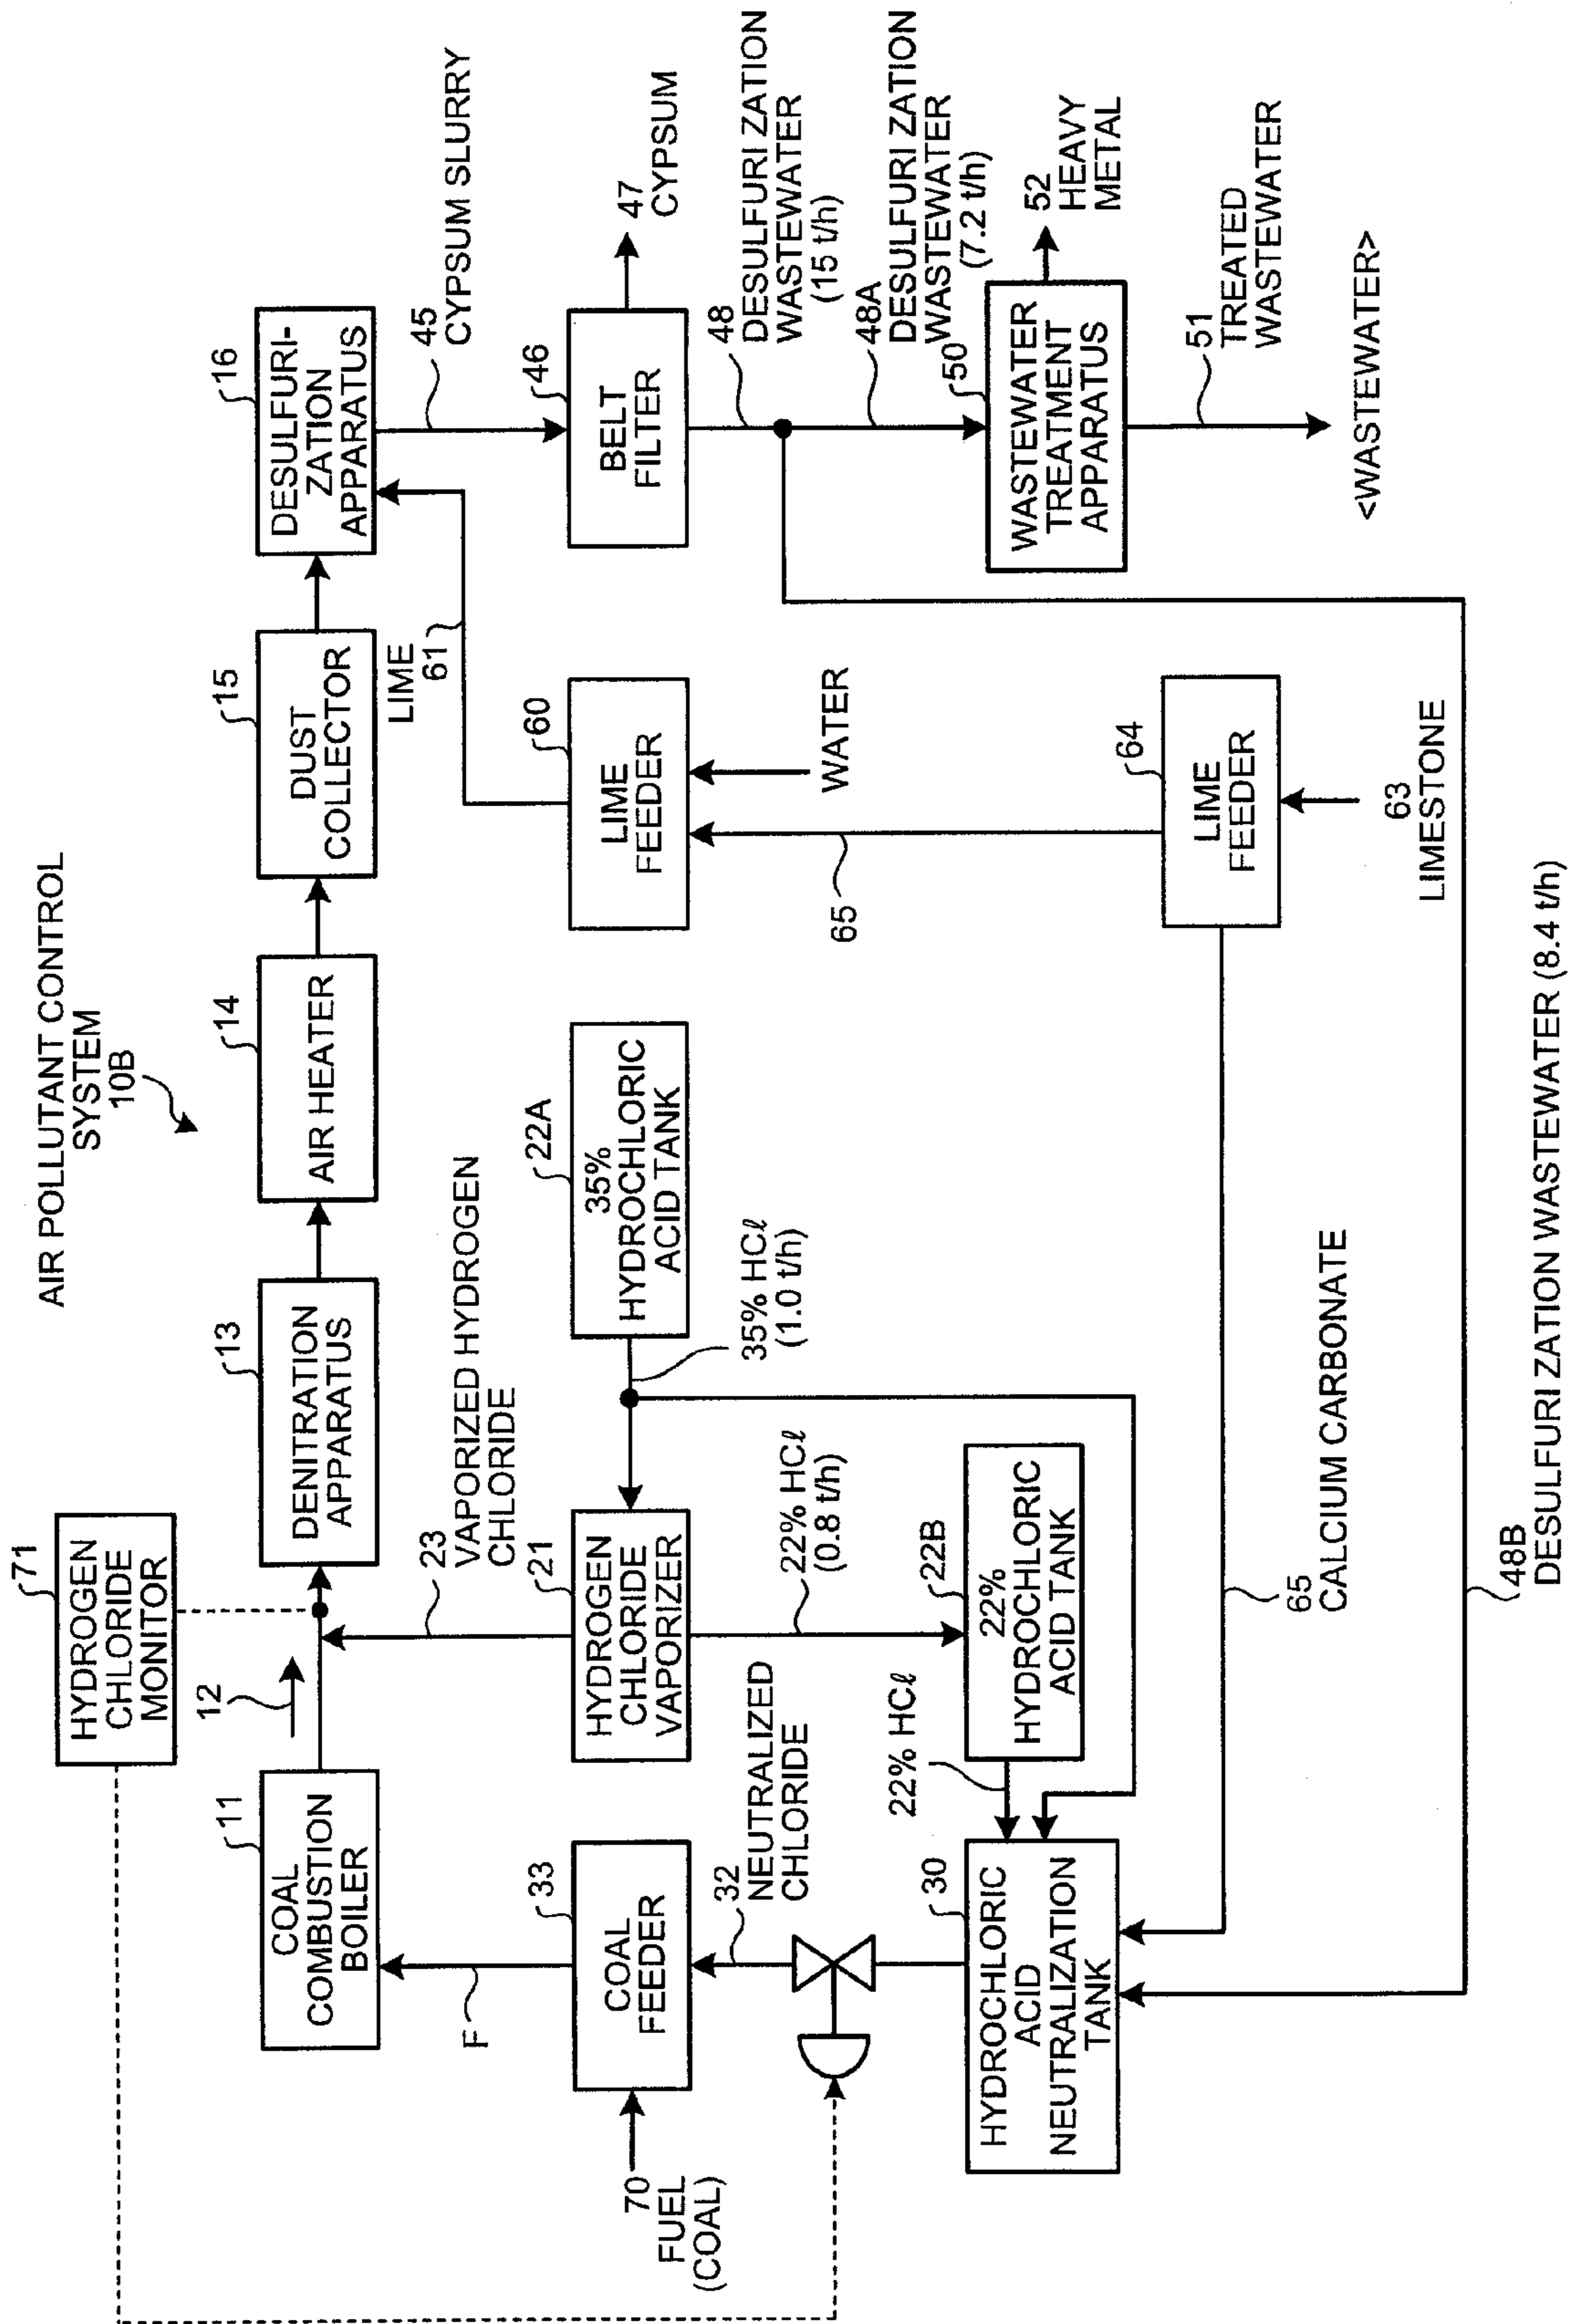 AIR POLLUTANT CONTROL
SYSTEM
10B
71
HYDROGEN
CHLORIDE
MONITOR
11
COAL
COMBUSTION
BOILER
12
13
DENITRATION
APPARATUS
14
AIR HEATER
15
DUST
COLLECTOR
16
DESULFURI-
ZATION
APPARATUS
F
23
VAPORIZED HYDROGEN
CHLORIDE
LIME
61
45
CYPSUM SLURRY
70
FUEL
(COAL)
33
COAL
FEEDER
21
HYDROGEN
CHLORIDE
VAPORIZER
22A
35%
HYDROCHLORIC
ACID TANK
60
LIME
FEEDER
46
BELT
FILTER
47
CYPSUM
32
NEUTRALIZED
CHLORIDE
22% HCℓ
(0.8 t/h)
35% HCℓ
(1.0 t/h)
WATER
48
DESULFURI ZATION
WASTEWATER
(15 t/h)
48A
DESULFURI ZATION
WASTEWATER
(7.2 t/h)
65
22% HCℓ
30
HYDROCHLORIC
ACID
NEUTRALIZATION
TANK
22B
22%
HYDROCHLORIC
ACID TANK
50
WASTEWATER
TREATMENT
APPARATUS
52
HEAVY
METAL
64
LIME
FEEDER
51
TREATED
WASTEWATER
65
CALCIUM CARBONATE
63
LIMESTONE
<WASTEWATER>
48B
DESULFURI ZATION WASTEWATER (8.4 t/h)